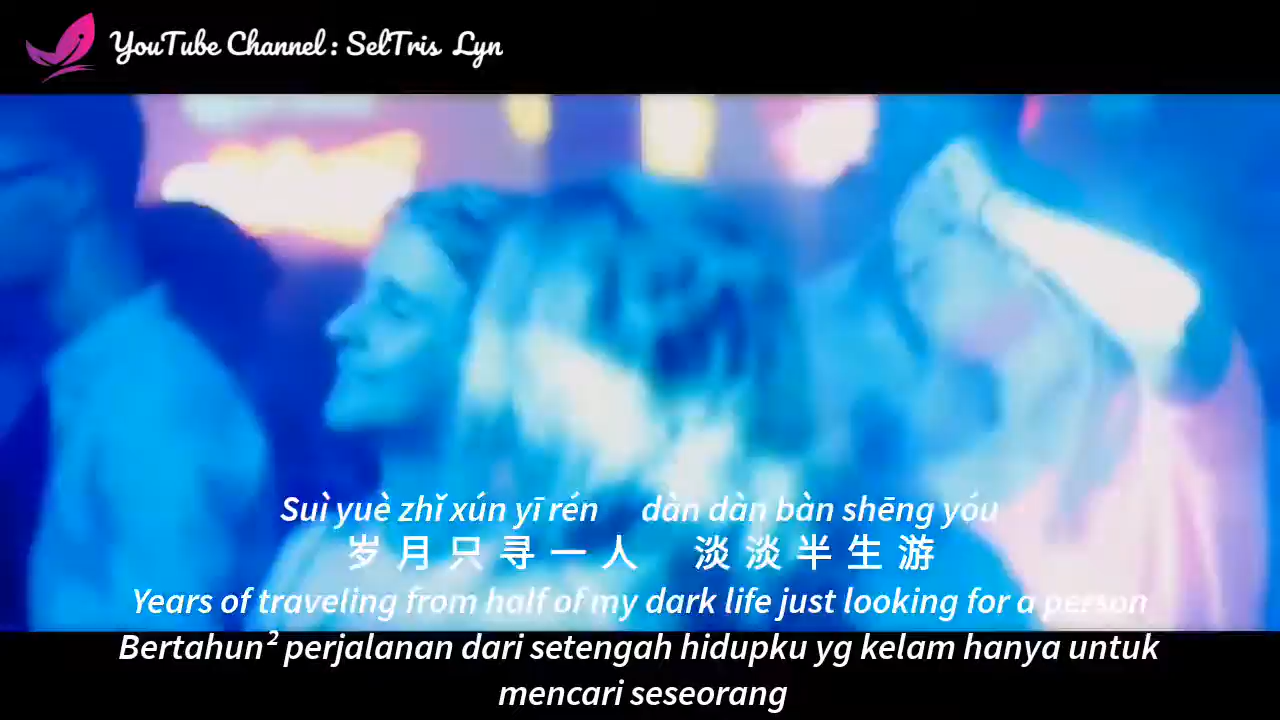 YouTube Channel : SelTris Lyn
Suì yuè zhǐ xún yī rén dàn dàn bàn shēng yóu
岁月只寻一人 淡淡半生游
Years of traveling from half of my dark life just looking for a person
Bertahun² perjalanan dari setengah hidupku yg kelam hanya untuk
mencari seseorang